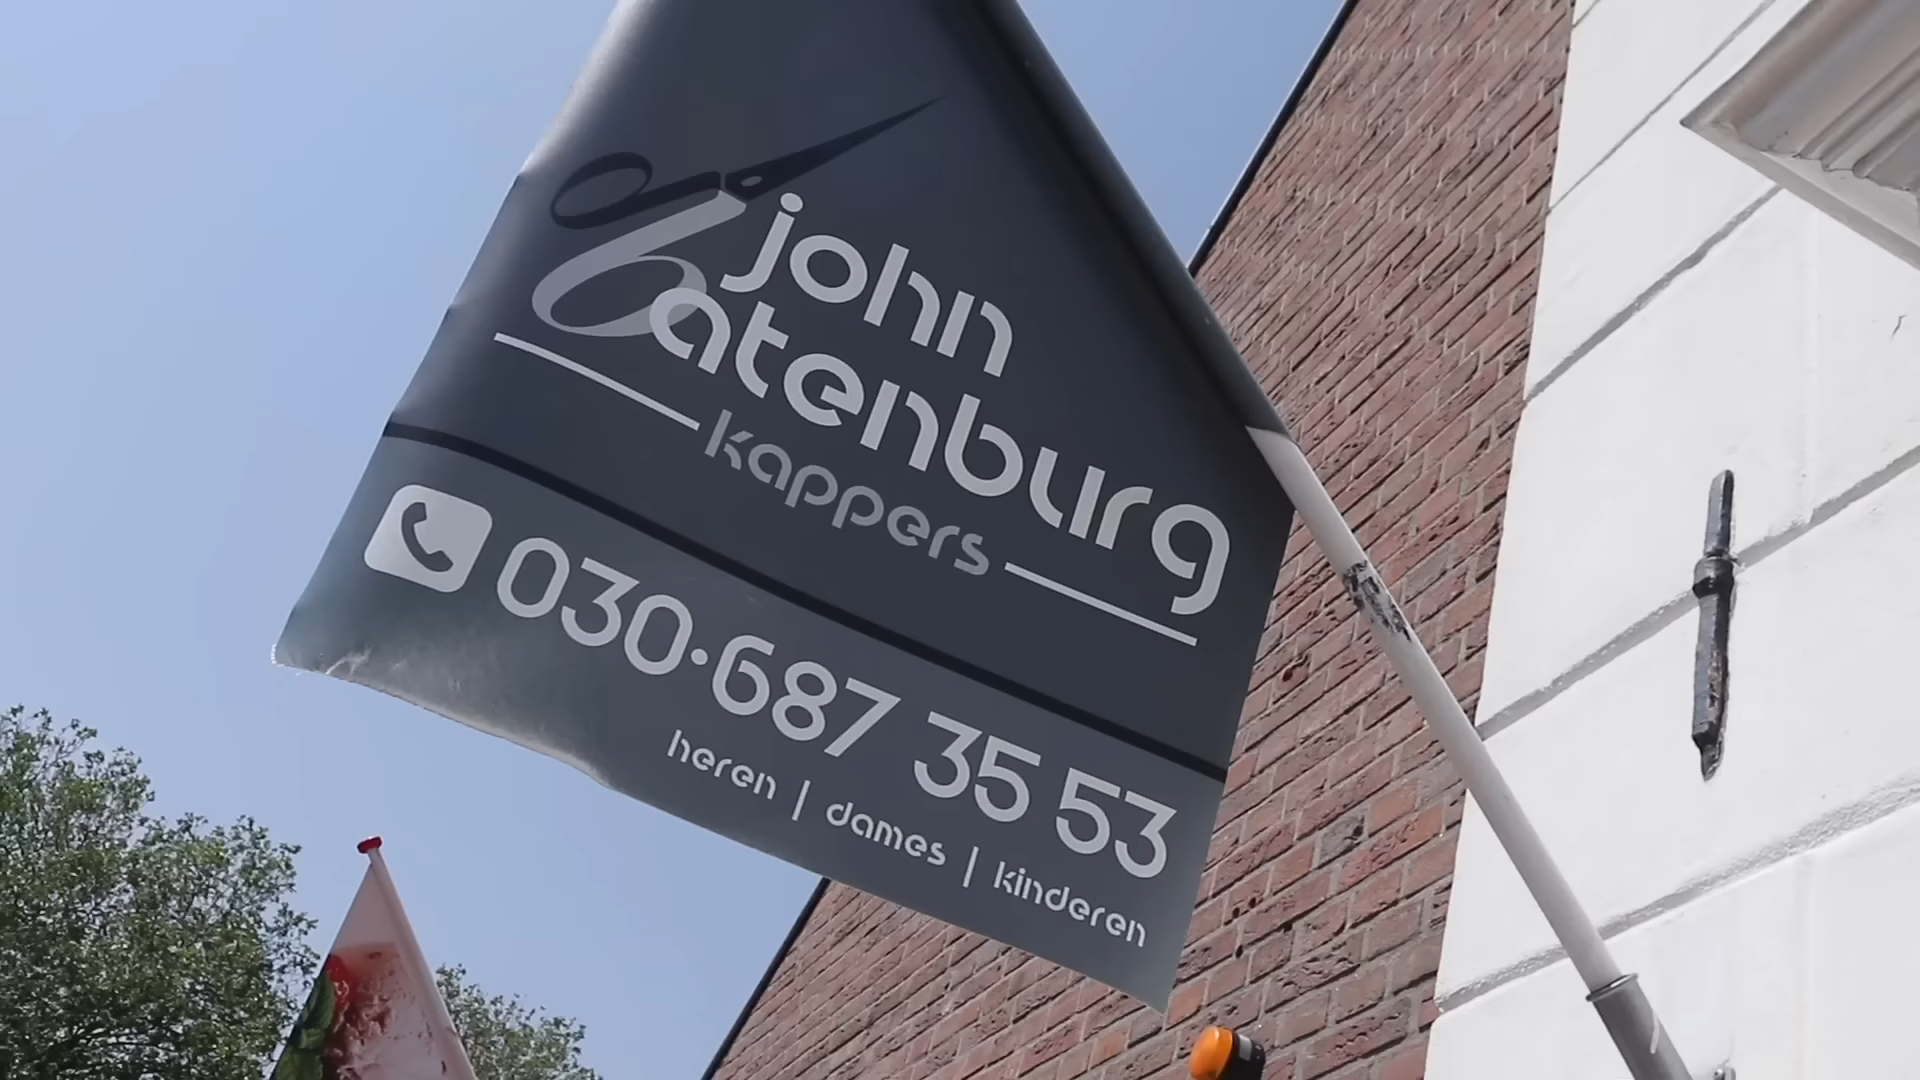 john
batenburg
kappers
030·687 35 53
heren | dames | kinderen